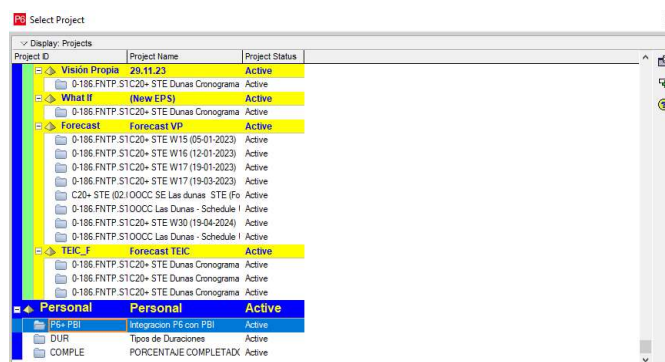 P6 Select Project
Display: Projects
Project ID Project Name Project Status
Visión Propia 29.11.23 Active
0-186.FNTP.S1 C20+ STE Dunas Cronograma Active
What If (New EPS) Active
0-186.FNTP.S1 C20+ STE Dunas Cronograma Active
Forecast Forecast VP Active
0-186.FNTP.S1 C20+ STE W15 (05-01-2023) Active
0-186.FNTP.S1 C20+ STE W16 (12-01-2023) Active
0-186.FNTP.S1 C20+ STE W17 (19-01-2023) Active
0-186.FNTP.S1 C20+ STE W17 (19-03-2023) Active
C20+ STE (02.( OOCC SE Las dunas STE (Fo Active
0-186.FNTP.S1 OOCC Las Dunas - Schedule Active
0-186.FNTP.S1 C20+ STE W30 (19-04-2024) Active
0-186.FNTP.S1 OOCC Las Dunas - Schedule Active
TEIC_F Forecast TEIC Active
0-186.FNTP.S1 C20+ STE Dunas Cronograma Active
0-186.FNTP.S1 C20+ STE Dunas Cronograma Active
0-186.FNTP.S1 C20+ STE Dunas Cronograma Active
Personal Personal Active
P6+ PBI Integracion P6 con PBI Active
DUR Tipos de Duraciones Active
COMPLE PORCENTAJE COMPLETADO Active